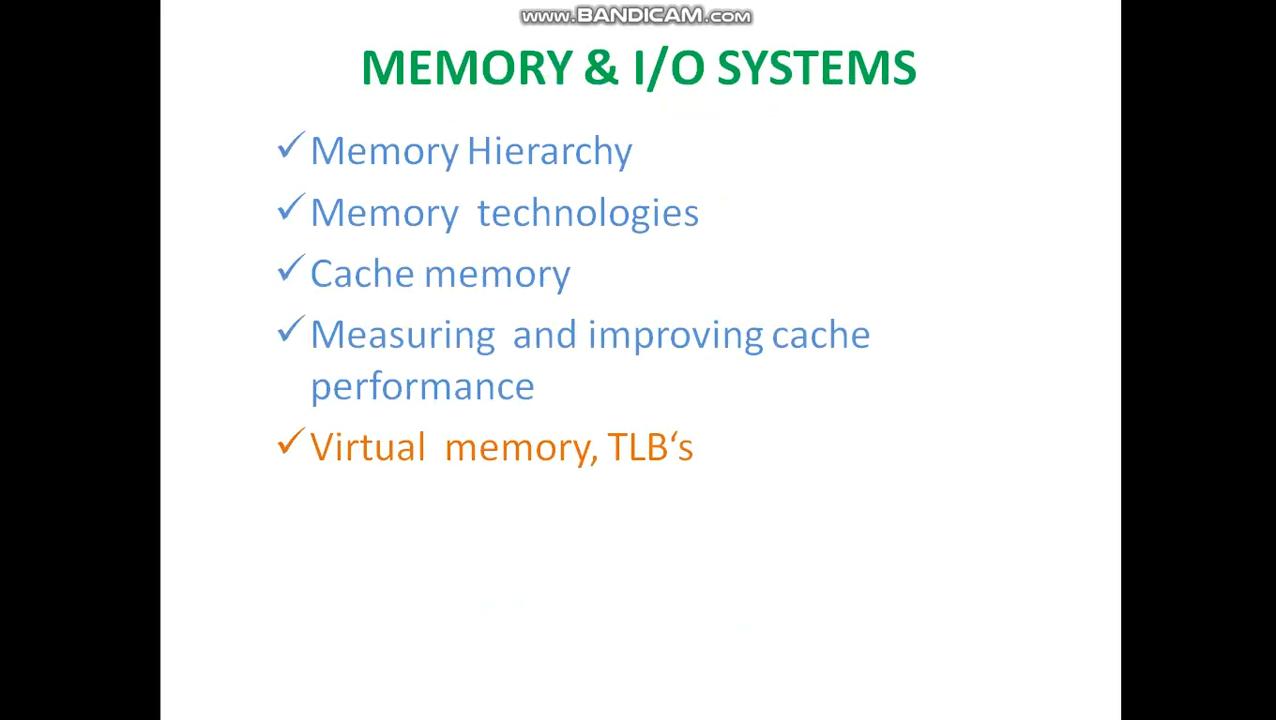 www.BANDICAM.com
MEMORY & I/O SYSTEMS
✓ Memory Hierarchy
✓ Memory technologies
✓ Cache memory
✓ Measuring and improving cache
performance
✓ Virtual memory, TLB‘s